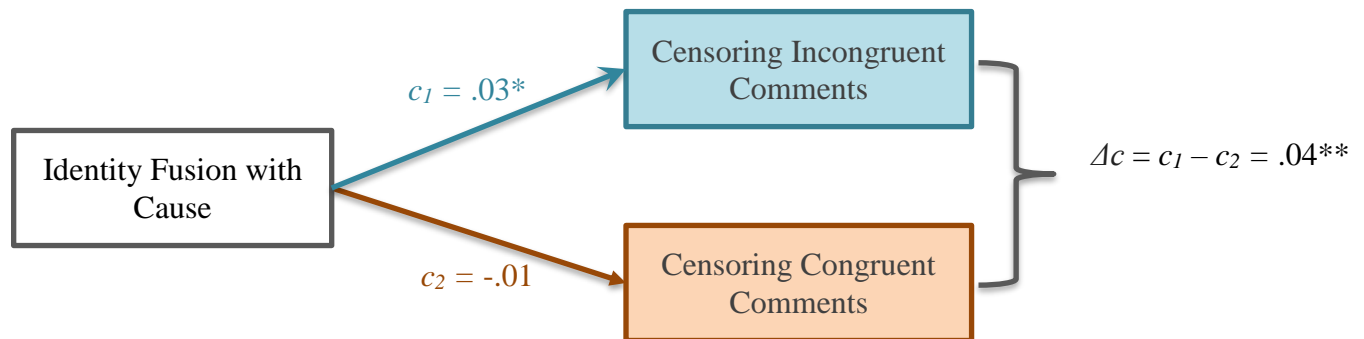 Censoring Incongruent
Comments
c₁ = .03*
Identity Fusion with
Cause
Δc = c₁ – c₂ = .04**
c₂ = -.01
Censoring Congruent
Comments